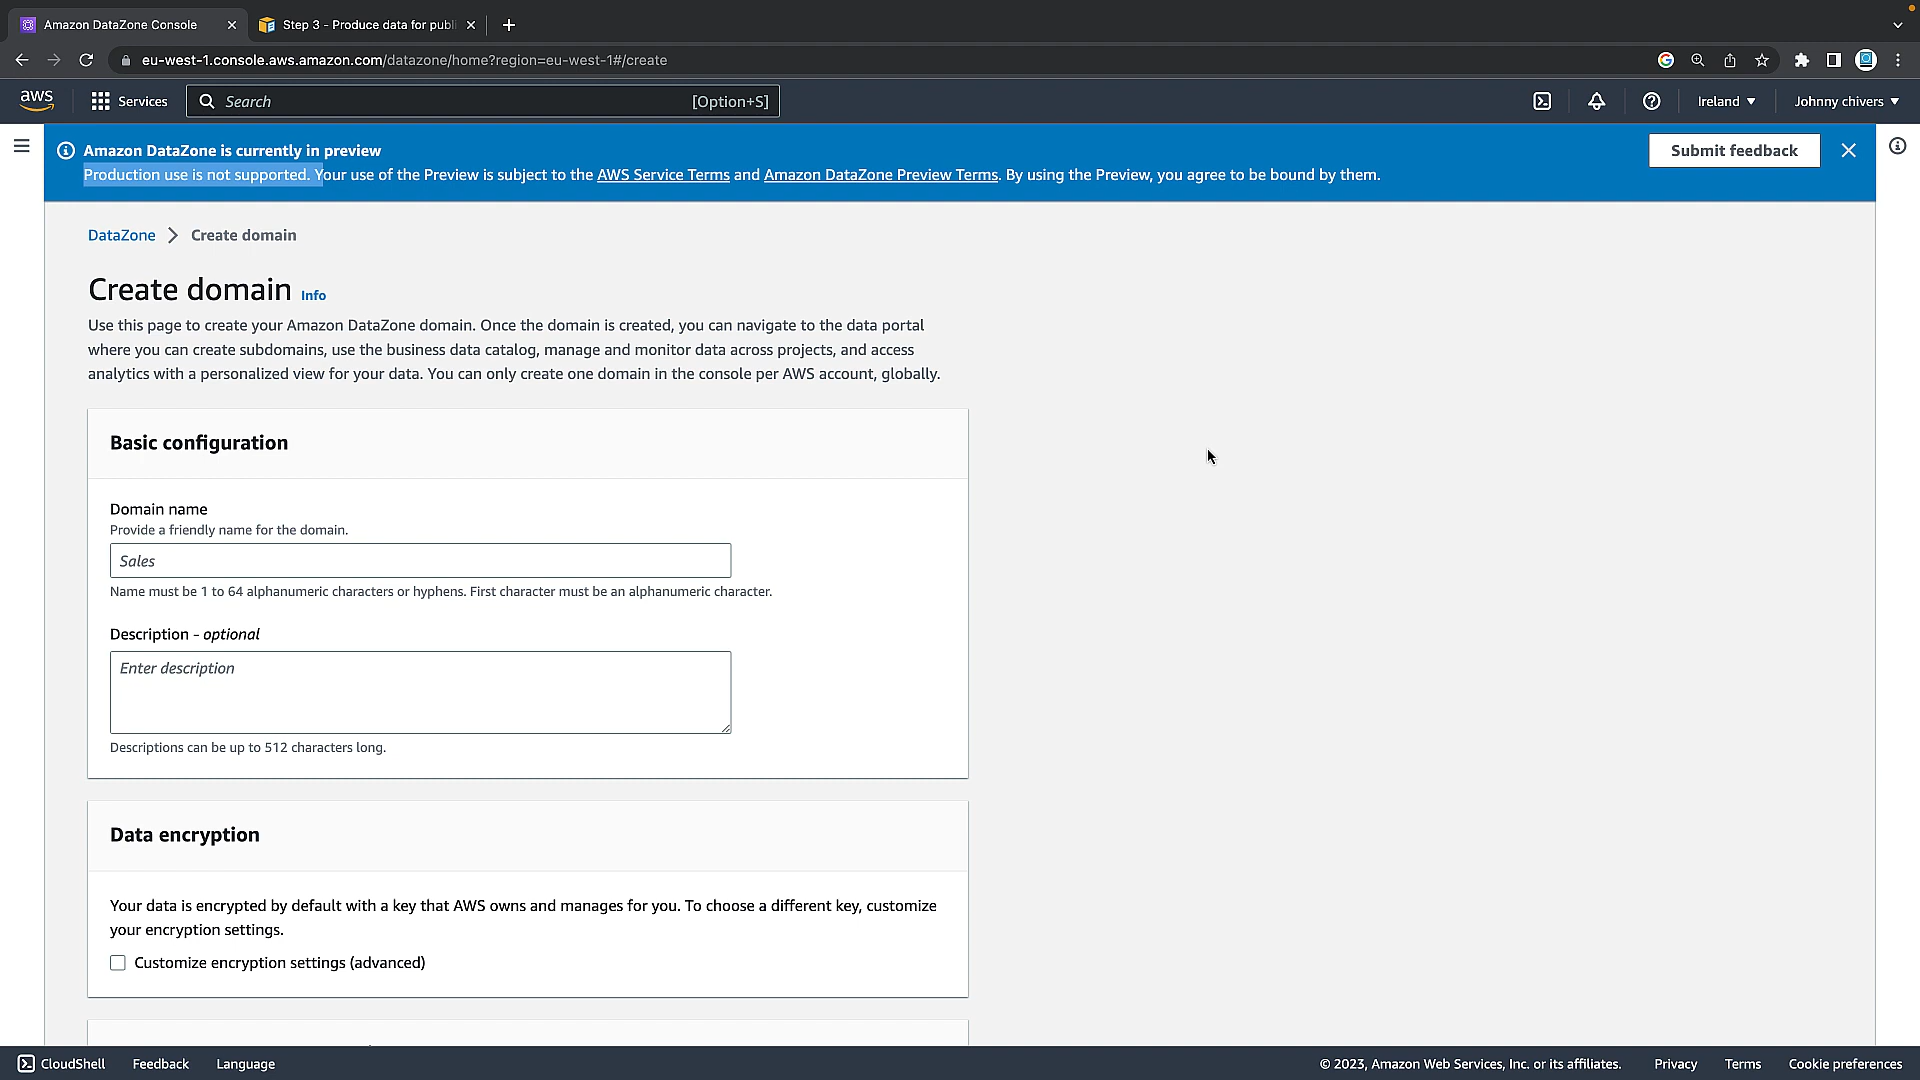 Amazon DataZone Console
Step 3 - Produce data for publ
eu-west-1.console.aws.amazon.com/datazone/home?region=eu-west-1#/create
aws
Services
Search
[Option+S]
Ireland
Johnny chivers
Amazon DataZone is currently in preview
Production use is not supported. Your use of the Preview is subject to the AWS Service Terms and Amazon DataZone Preview Terms. By using the Preview, you agree to be bound by them.
Submit feedback
DataZone
Create domain
Create domain Info
Use this page to create your Amazon DataZone domain. Once the domain is created, you can navigate to the data portal
where you can create subdomains, use the business data catalog, manage and monitor data across projects, and access
analytics with a personalized view for your data. You can only create one domain in the console per AWS account, globally.
Basic configuration
Domain name
Provide a friendly name for the domain.
Sales
Name must be 1 to 64 alphanumeric characters or hyphens. First character must be an alphanumeric character.
Description - optional
Enter description
Descriptions can be up to 512 characters long.
Data encryption
Your data is encrypted by default with a key that AWS owns and manages for you. To choose a different key, customize
your encryption settings.
Customize encryption settings (advanced)
CloudShell
Feedback
Language
© 2023, Amazon Web Services, Inc. or its affiliates.
Privacy
Terms
Cookie preferences